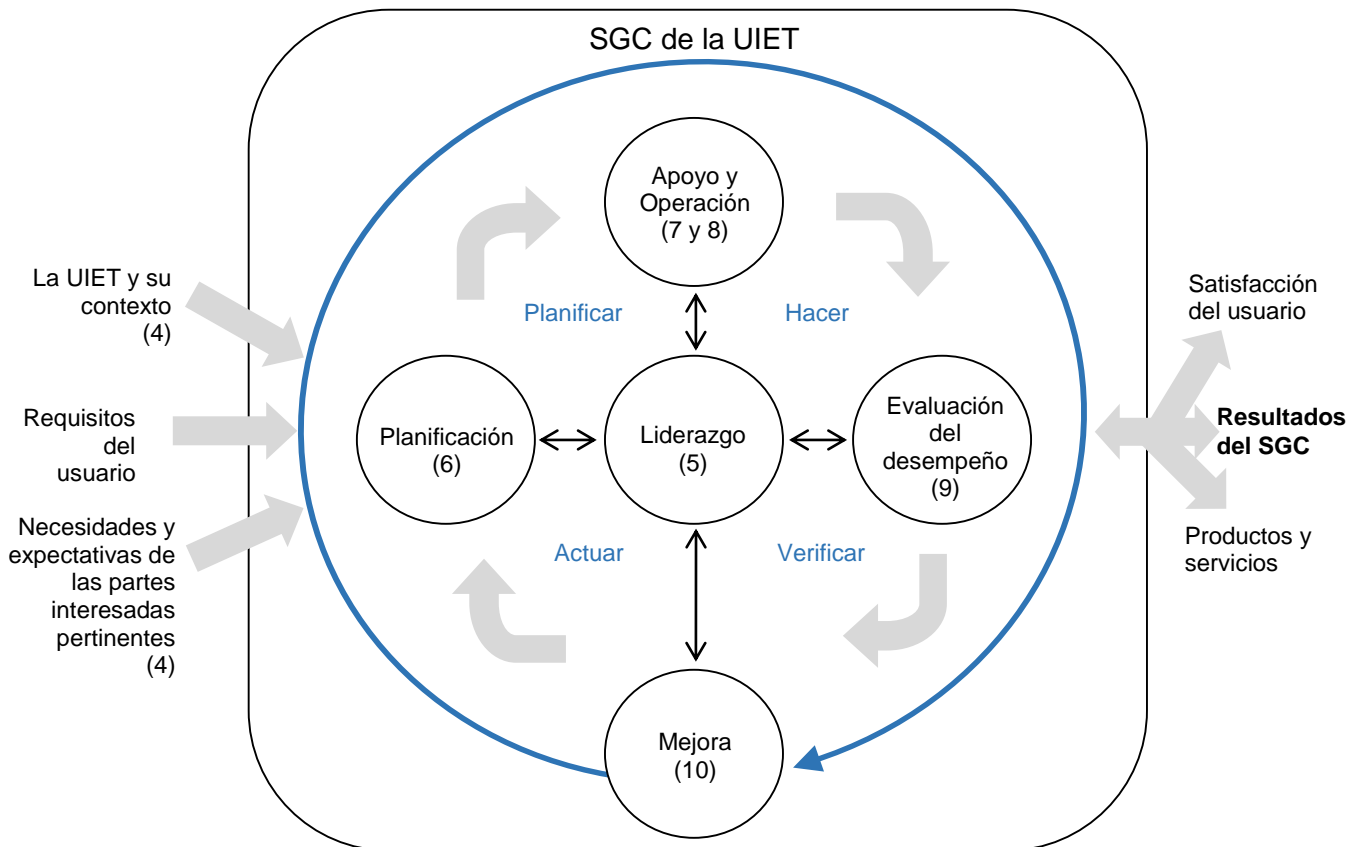 SGC de la UIET
Apoyo y
Operación
(7 y 8)
La UIET y su
contexto
(4)
Planificar
Hacer
Satisfacción
del usuario
Requisitos
del
usuario
Planificación
(6)
Liderazgo
(5)
Evaluación
del
desempeño
(9)
Resultados
del SGC
Necesidades y
expectativas de
las partes
interesadas
pertinentes
(4)
Actuar
Verificar
Productos y
servicios
Mejora
(10)